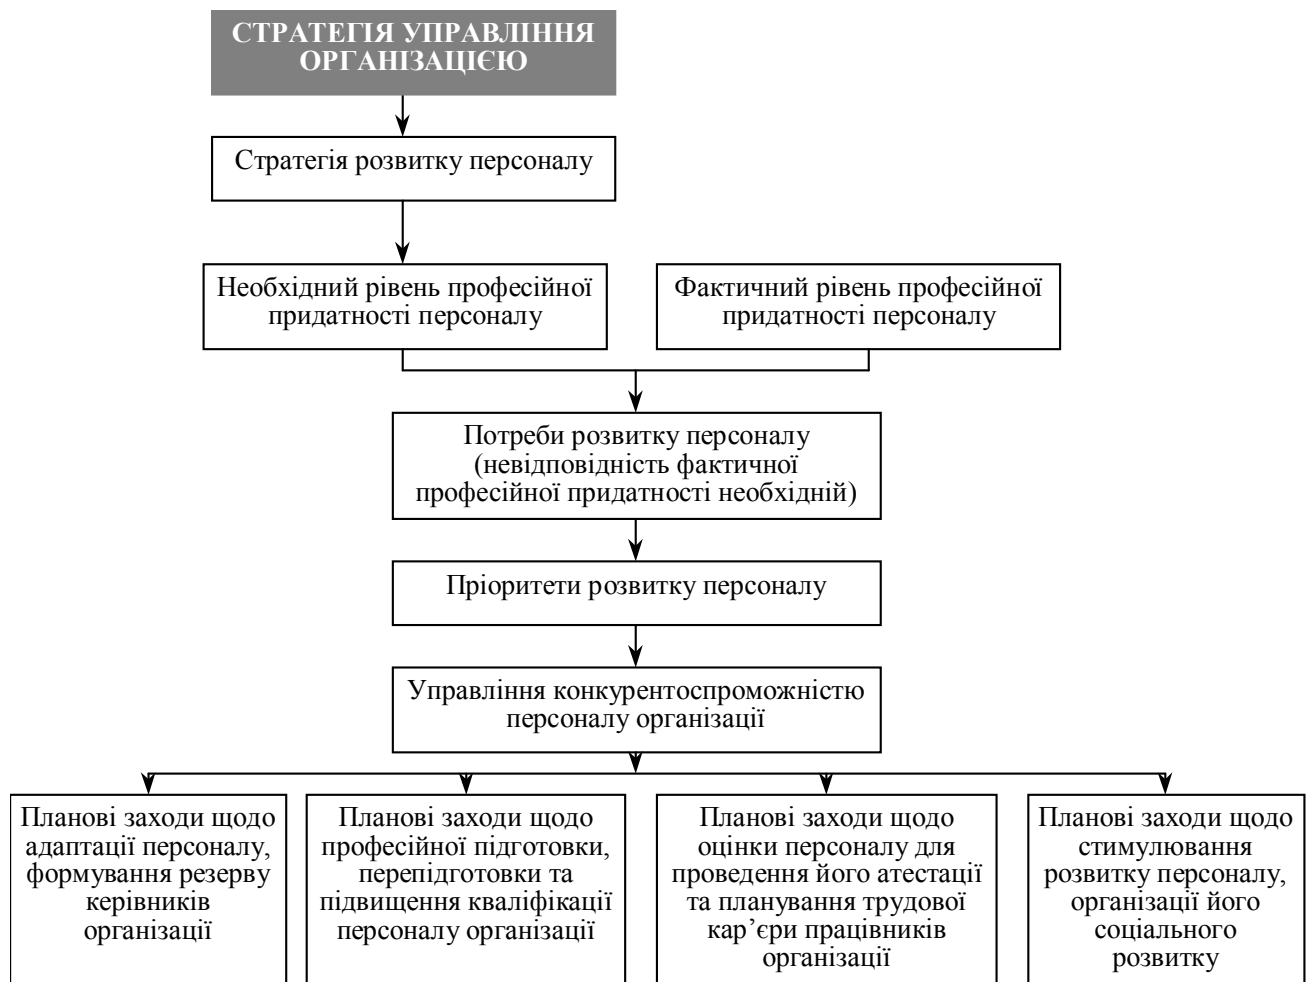 СТРАТЕГІЯ УПРАВЛІННЯ
ОРГАНІЗАЦІЄЮ
Стратегія розвитку персоналу
Необхідний рівень професійної
придатності персоналу
Фактичний рівень професійної
придатності персоналу
Потреби розвитку персоналу
(невідповідність фактичної
професійної придатності необхідній)
Пріоритети розвитку персоналу
Управління конкурентоспроможністю
персоналу організації
Планові заходи щодо
адаптації персоналу,
формування резерву
керівників
організації
Планові заходи щодо
професійної підготовки,
перепідготовки та
підвищення кваліфікації
персоналу організації
Планові заходи щодо
оцінки персоналу для
проведення його атестації
та планування трудової
кар’єри працівників
організації
Планові заходи щодо
стимулювання
розвитку персоналу,
організації його
соціального
розвитку